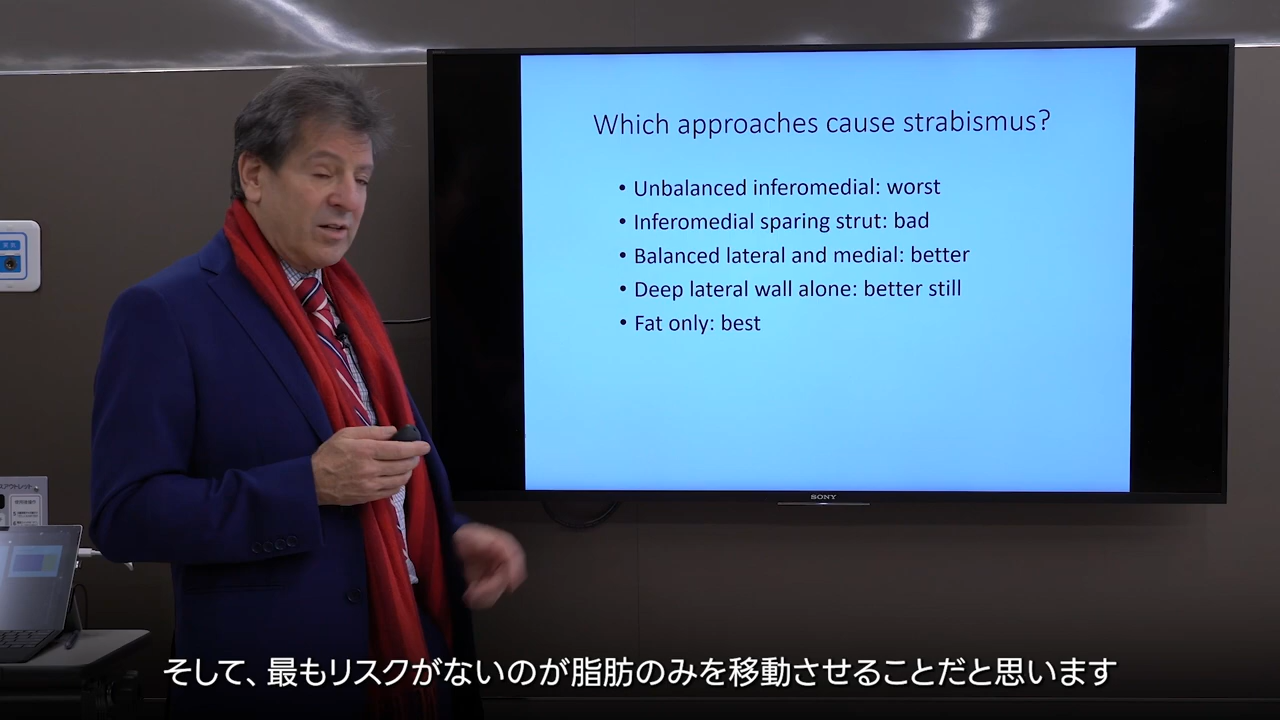 Which approaches cause strabismus?
• Unbalanced inferomedial: worst
• Inferomedial sparing strut: bad
• Balanced lateral and medial: better
• Deep lateral wall alone: better still
• Fat only: best
SONY
そして、最もリスクがないのが脂肪のみを移動させることだと思います